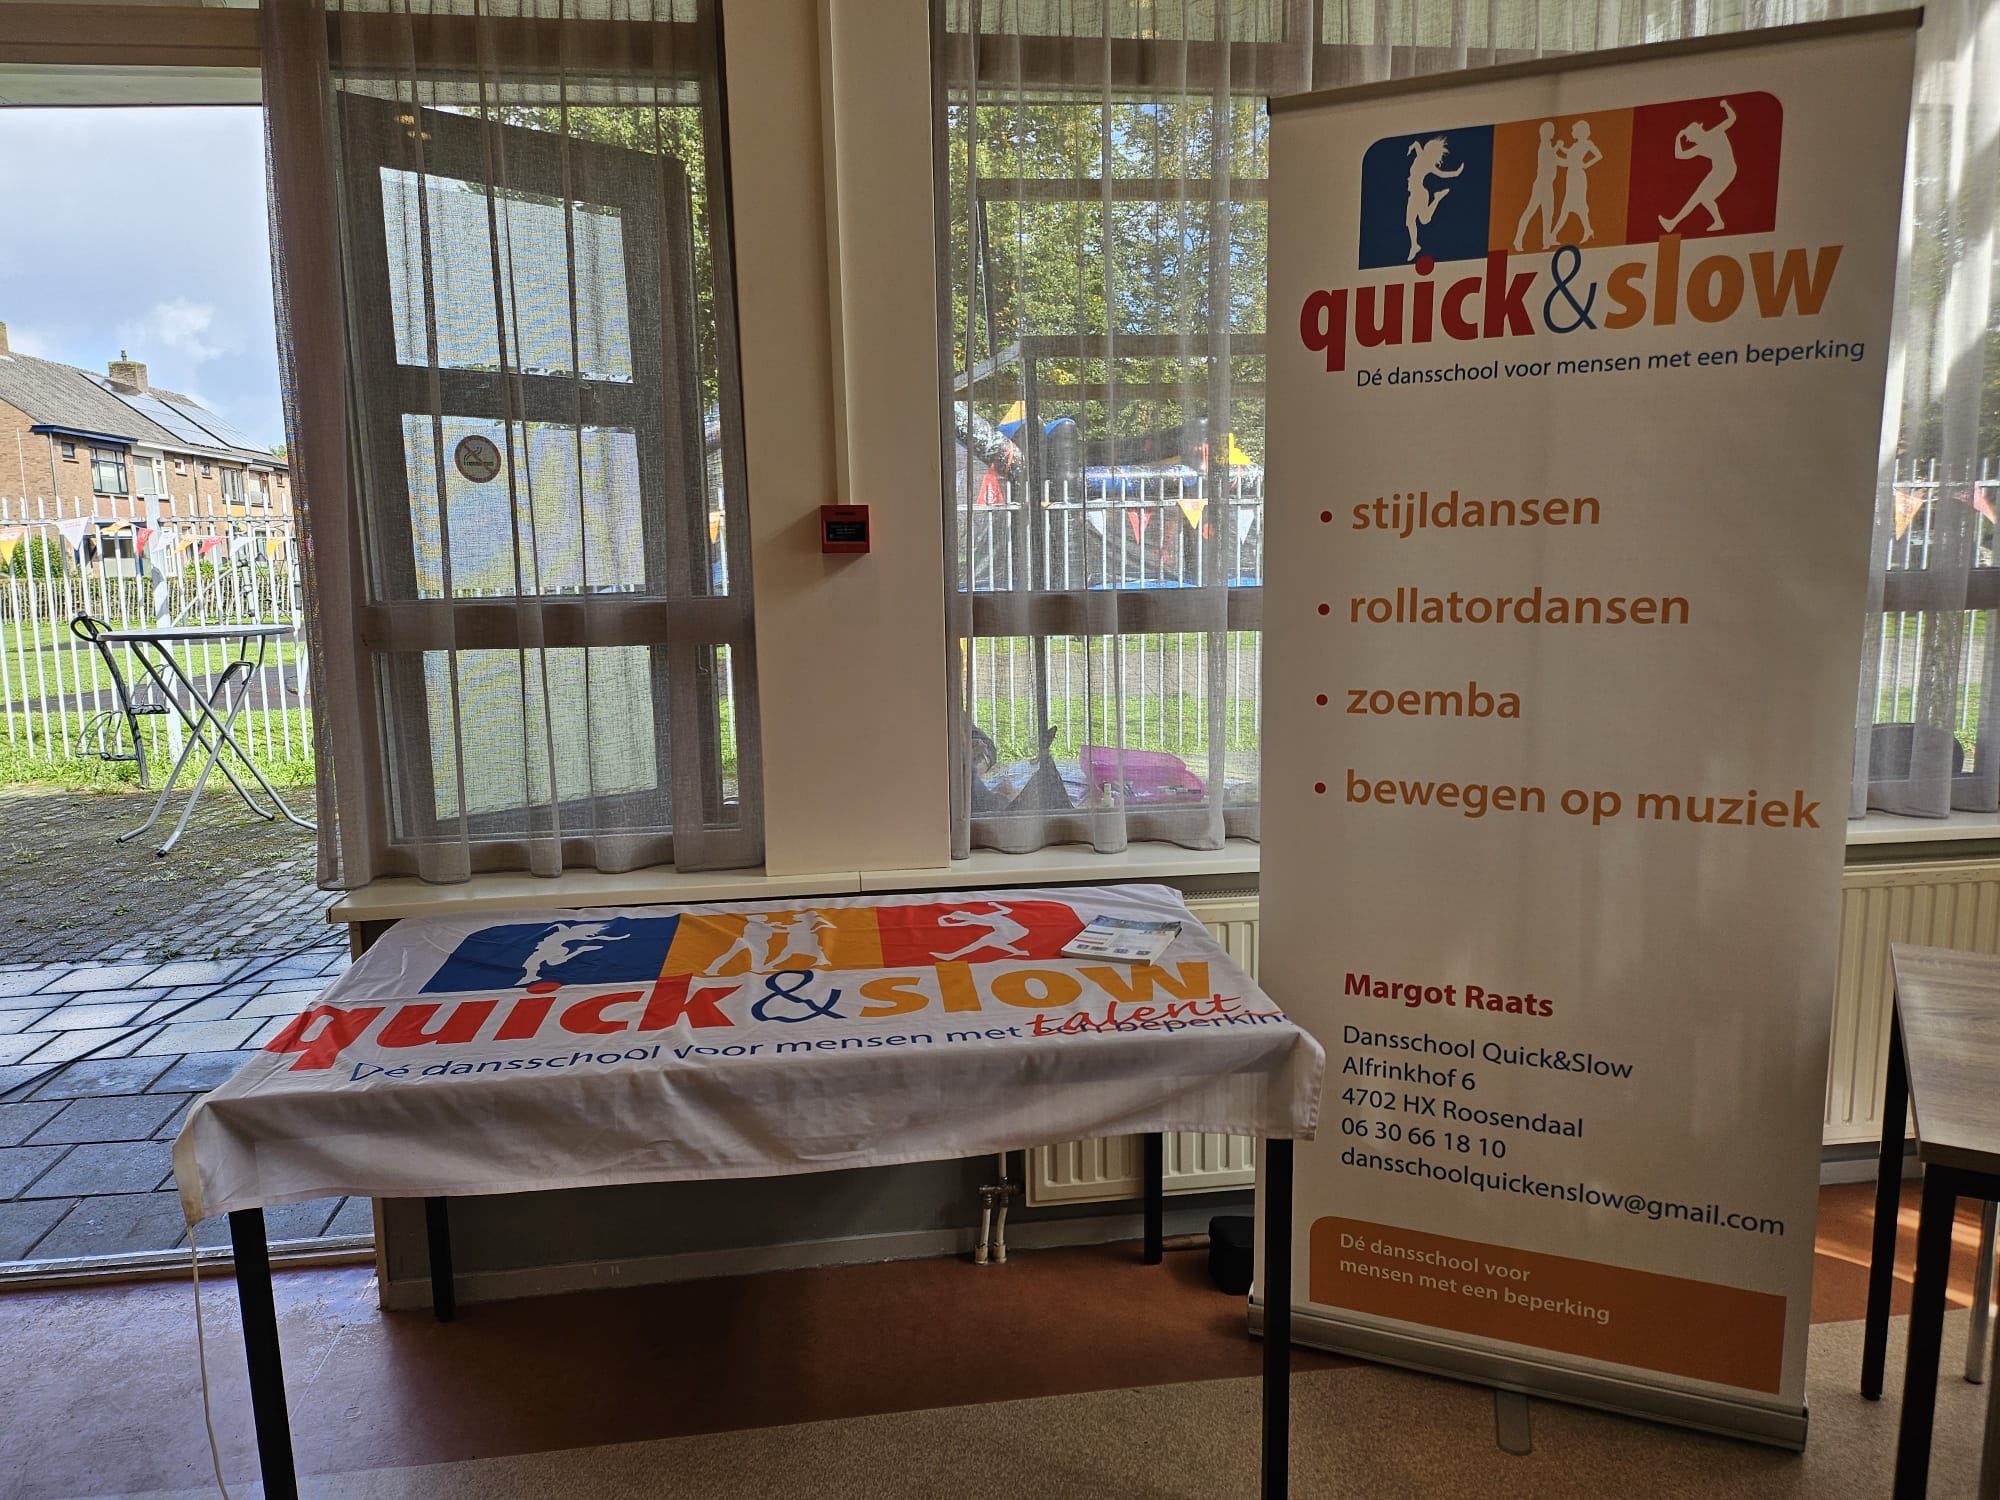 quick&slow
Dé dansschool voor mensen met een beperking
• stijldansen
• rollatordansen
• zoemba
• bewegen op muziek
Margot Raats
Dansschool Quick&Slow
Alfrinkhof 6
4702 HX Roosendaal
06 30 66 18 10
dansschoolquickenslow@gmail.com
Dé dansschool voor
mensen met een beperking
quick&slow
talent
Dé dansschool voor mensen met een beperking